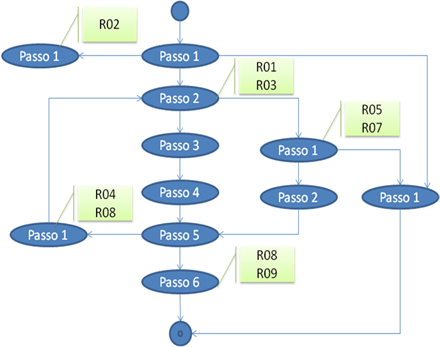 R02
Passo 1
Passo 1
R01
R03
Passo 2
R05
R07
Passo 3
Passo 1
R04
R08
Passo 4
Passo 2
Passo 1
Passo 1
Passo 5
R08
R09
Passo 6